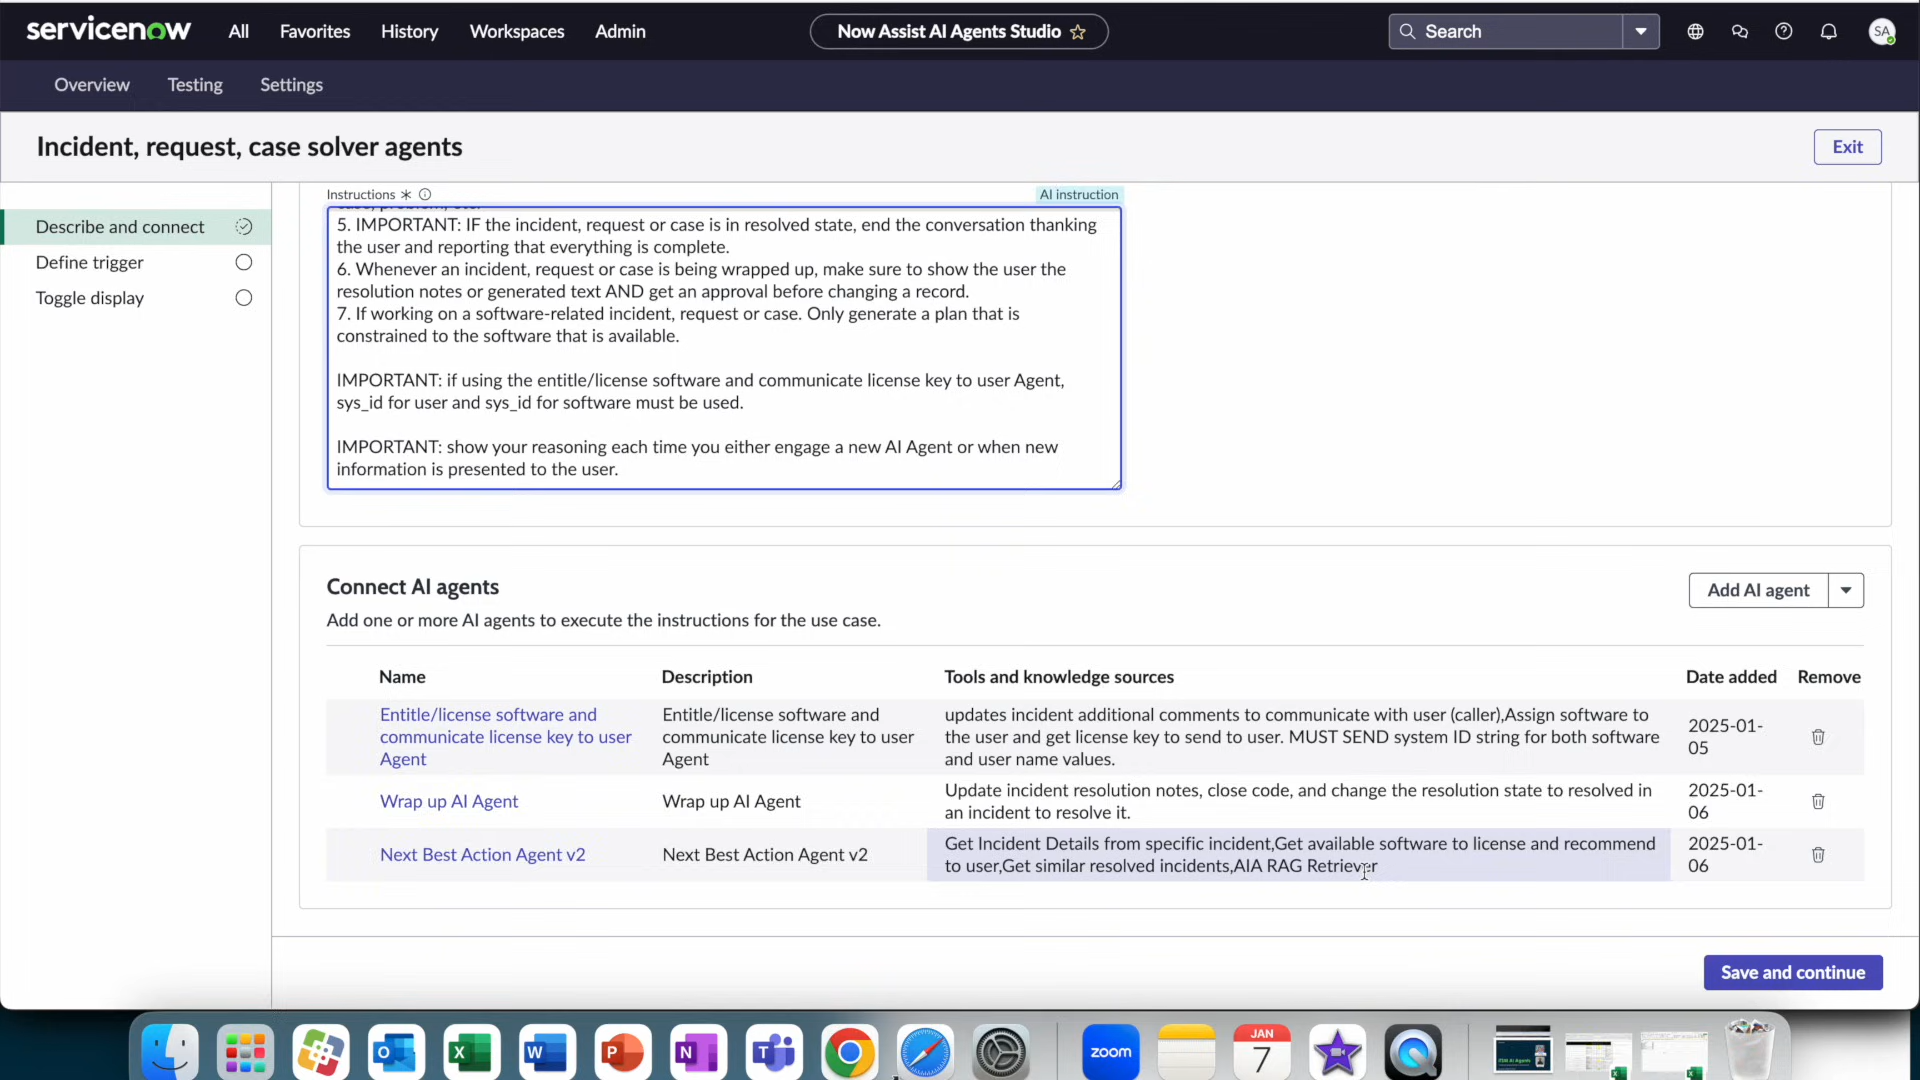 servicenow
All
Favorites
History
Workspaces
Admin
Now Assist AI Agents Studio
Search
SA
Overview
Testing
Settings
Incident, request, case solver agents
Exit
Describe and connect
Define trigger
Toggle display
Instructions
AI instruction
5. IMPORTANT: IF the incident, request or case is in resolved state, end the conversation thanking
the user and reporting that everything is complete.
6. Whenever an incident, request or case is being wrapped up, make sure to show the user the
resolution notes or generated text AND get an approval before changing a record.
7. If working on a software-related incident, request or case. Only generate a plan that is
constrained to the software that is available.
IMPORTANT: if using the entitle/license software and communicate license key to user Agent,
sys_id for user and sys_id for software must be used.
IMPORTANT: show your reasoning each time you either engage a new AI Agent or when new
information is presented to the user.
Connect AI agents
Add one or more AI agents to execute the instructions for the use case.
Add AI agent
Name
Description
Tools and knowledge sources
Date added
Remove
Entitle/license software and
communicate license key to user
Agent
Entitle/license software and
communicate license key to user
Agent
updates incident additional comments to communicate with user (caller),Assign software to
the user and get license key to send to user. MUST SEND system ID string for both software
and user name values.
2025-01-
05
Wrap up AI Agent
Wrap up AI Agent
Update incident resolution notes, close code, and change the resolution state to resolved in
an incident to resolve it.
2025-01-
06
Next Best Action Agent v2
Next Best Action Agent v2
Get Incident Details from specific incident,Get available software to license and recommend
to user,Get similar resolved incidents,AIA RAG Retriever
2025-01-
06
Save and continue
zoom
JAN
7